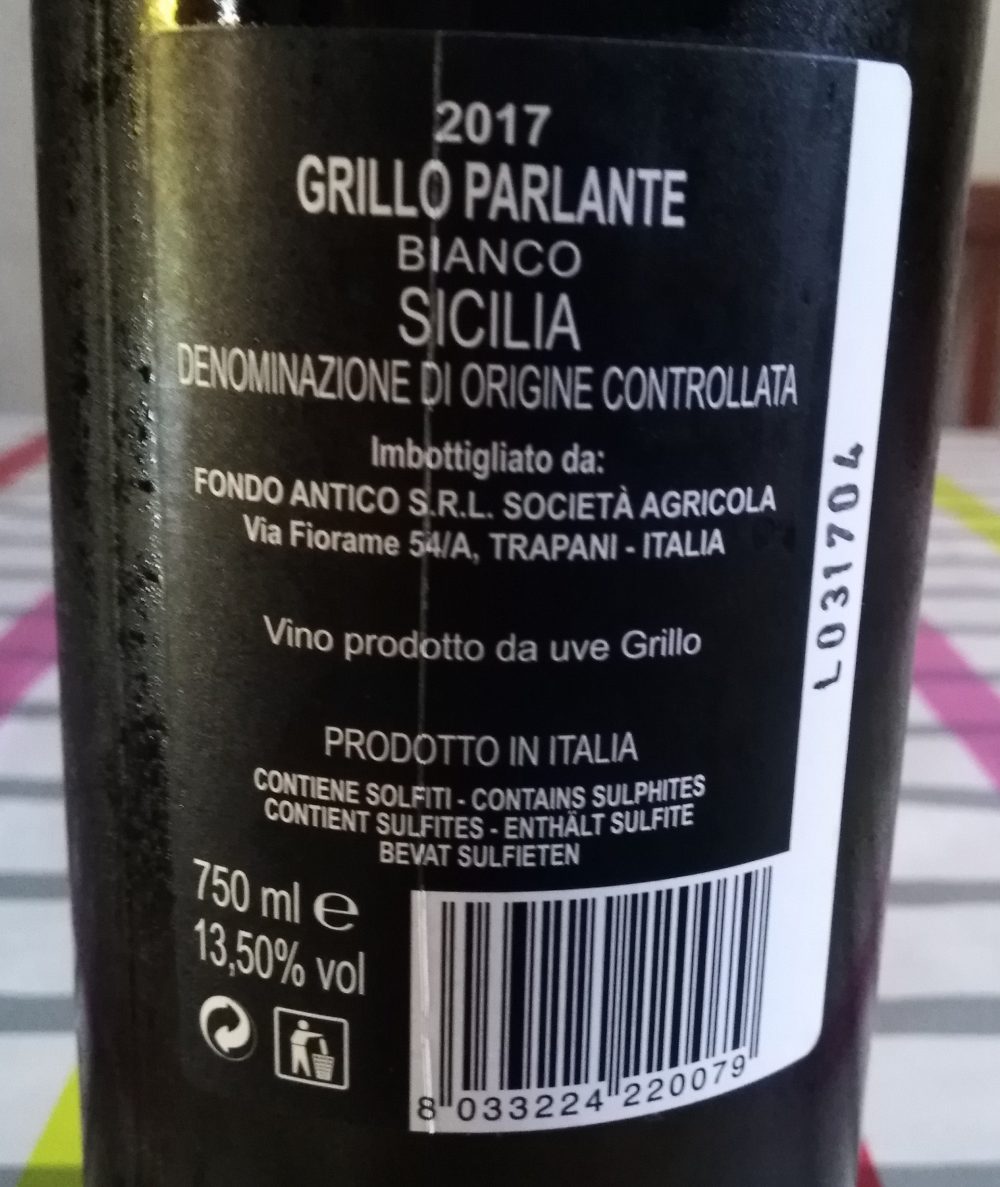 2017
GRILLO PARLANTE
BIANCO
SICILIA
DENOMINAZIONE DI ORIGINE CONTROLLATA
Imbottigliato da:
FONDO ANTICO S.R.L. SOCIETÀ AGRICOLA
Via Fiorame 54/A, TRAPANI - ITALIA
Vino prodotto da uve Grillo
PRODOTTO IN ITALIA
CONTIENE SOLFITI - CONTAINS SULPHITES
CONTIENT SULFITES - ENTHÄLT SULFITE
BEVAT SULFIETEN
750 ml e
13,50% vol
8 033224 220079
L031704